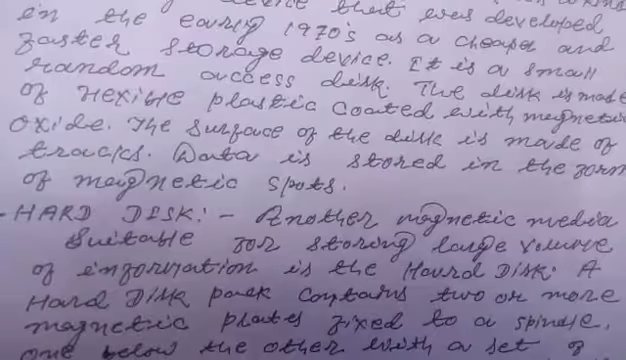 device that was developed
in the early 1970's as a cheaper and
faster storage device. It is a small
random access disk. The disk is made
of flexible plastic coated with magnetic
oxide. The surface of the disk is made of
tracks. Data is stored in the form
of magnetic spots.
- HARD DISK: - Another magnetic media
suitable for storing large volume
of information is the Hard Disk. A
Hard Disk pack contains two or more
magnetic plates fixed to a spindle,
one below the other with a set of